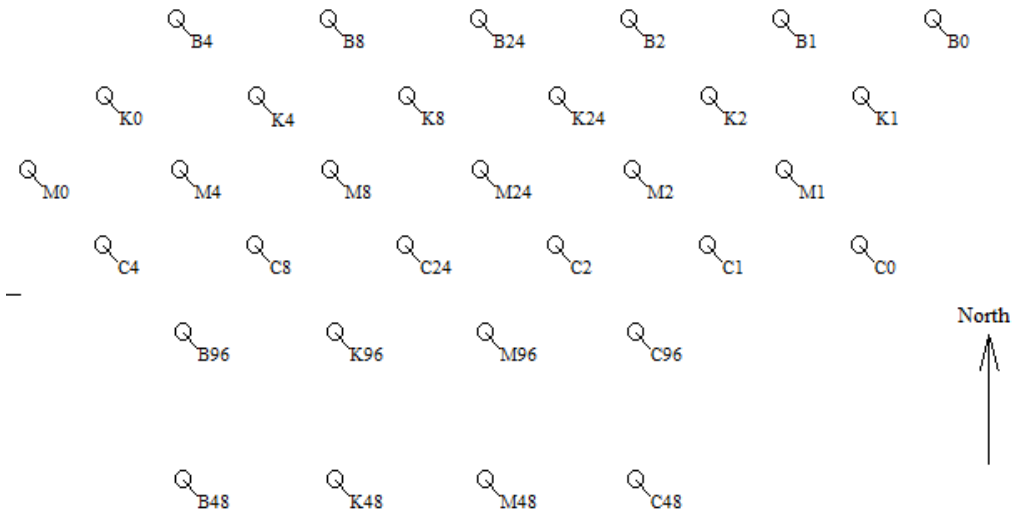 B4 B8 B24 B2 B1 B0
K0 K4 K8 K24 K2 K1
M0 M4 M8 M24 M2 M1
C4 C8 C24 C2 C1 C0
North
B96 K96 M96 C96
B48 K48 M48 C48